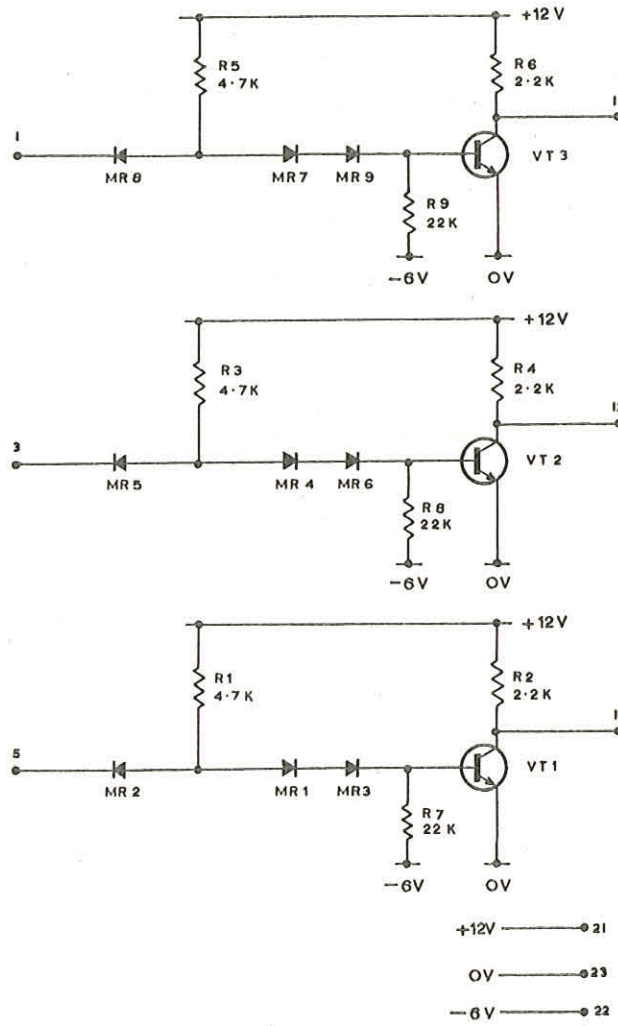 +12V
R5
4·7K
R6
2·2K
1
MR8
MR7
MR9
VT3
R9
22K
-6V
0V
+12V
R3
4·7K
R4
2·2K
3
MR5
MR4
MR6
VT2
R8
22K
-6V
0V
+12V
R1
4·7K
R2
2·2K
5
MR2
MR1
MR3
VT1
R7
22K
-6V
0V
+12V
21
0V
23
-6V
22